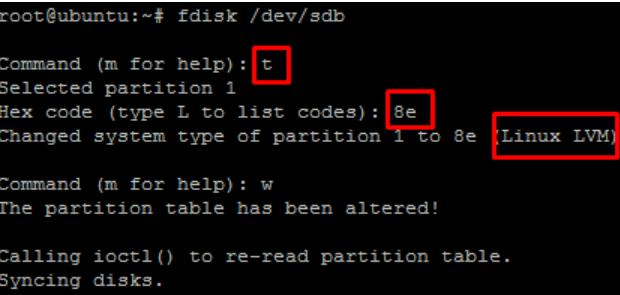 root@ubuntu:~# fdisk /dev/sdb
Command (m for help): t
Selected partition 1
Hex code (type L to list codes): 8e
Changed system type of partition 1 to 8e (Linux LVM)
Command (m for help): w
The partition table has been altered!
Calling ioctl() to re-read partition table.
Syncing disks.